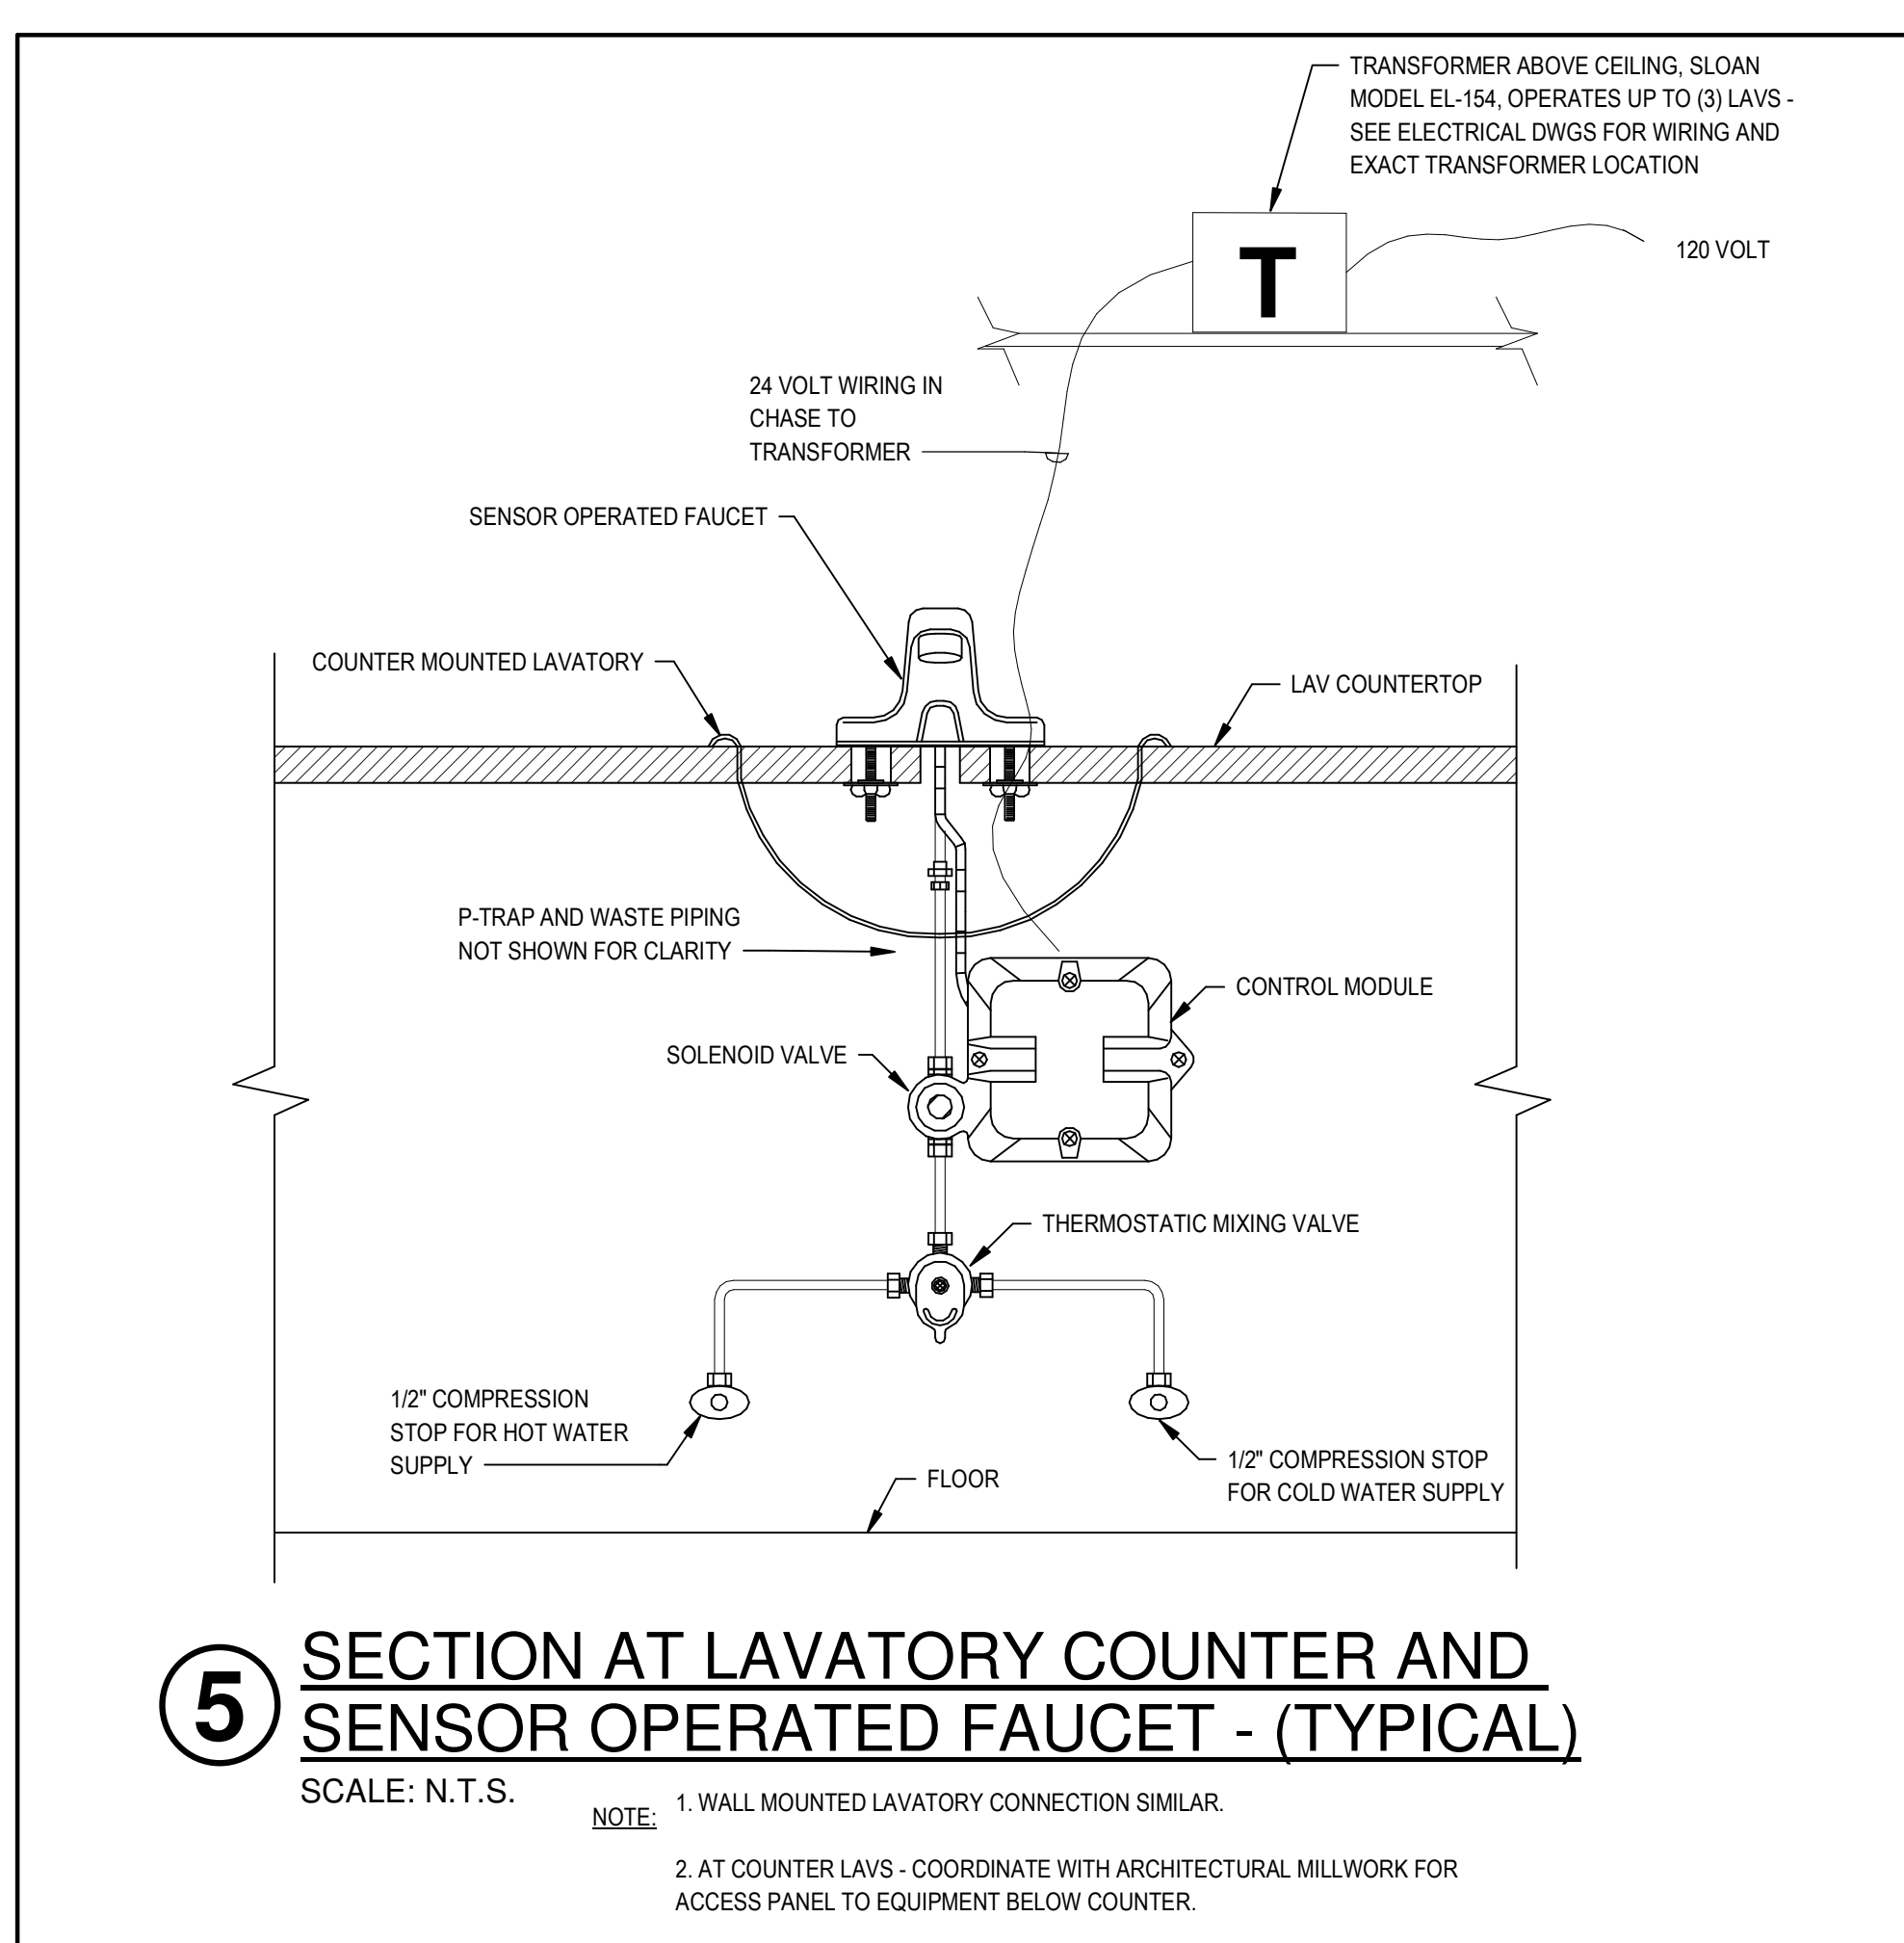 TRANSFORMER ABOVE CEILING, SLOAN
MODEL EL-154, OPERATES UP TO (3) LAVS -
SEE ELECTRICAL DWGS FOR WIRING AND
EXACT TRANSFORMER LOCATION
T
120 VOLT
24 VOLT WIRING IN
CHASE TO
TRANSFORMER
SENSOR OPERATED FAUCET
COUNTER MOUNTED LAVATORY
LAV COUNTERTOP
P-TRAP AND WASTE PIPING
NOT SHOWN FOR CLARITY
CONTROL MODULE
SOLENOID VALVE
THERMOSTATIC MIXING VALVE
1/2" COMPRESSION
STOP FOR HOT WATER
SUPPLY
1/2" COMPRESSION STOP
FOR COLD WATER SUPPLY
FLOOR
5
SECTION AT LAVATORY COUNTER AND
SENSOR OPERATED FAUCET - (TYPICAL)
SCALE: N.T.S.
NOTE: 1. WALL MOUNTED LAVATORY CONNECTION SIMILAR.
2. AT COUNTER LAVS - COORDINATE WITH ARCHITECTURAL MILLWORK FOR
ACCESS PANEL TO EQUIPMENT BELOW COUNTER.